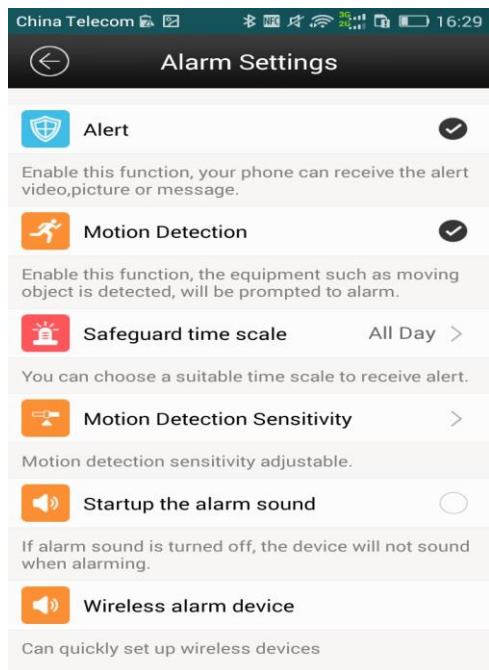 China Telecom 16:29
Alarm Settings
Alert
Enable this function, your phone can receive the alert
video,picture or message.
Motion Detection
Enable this function, the equipment such as moving
object is detected, will be prompted to alarm.
Safeguard time scale All Day >
You can choose a suitable time scale to receive alert.
Motion Detection Sensitivity >
Motion detection sensitivity adjustable.
Startup the alarm sound
If alarm sound is turned off, the device will not sound
when alarming.
Wireless alarm device
Can quickly set up wireless devices